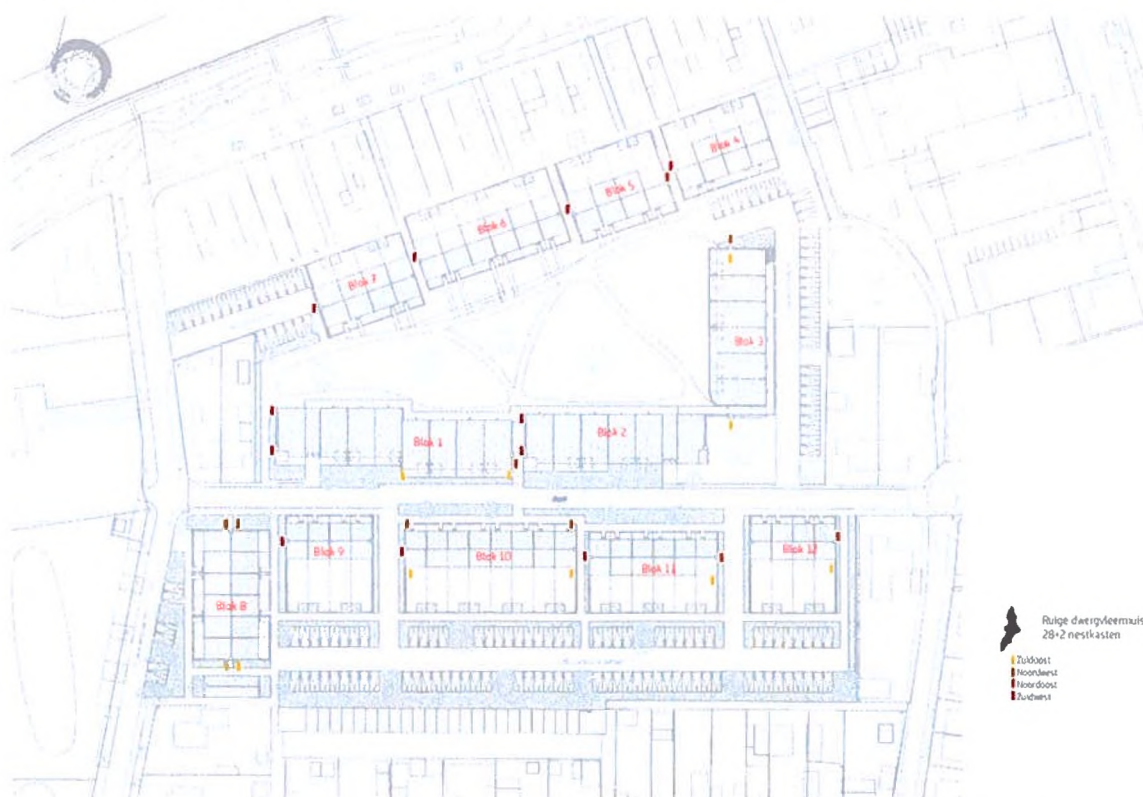 Blok 4
Blok 5
Blok 6
Blok 7
Blok 3
Blok 2
Blok 1
Blok 9
Blok 10
Blok 11
Blok 12
Blok 8
Ruige dwergvleermuis
28+2 nestkasten
Zuidoost
Noordwest
Noordoost
Zuidwest